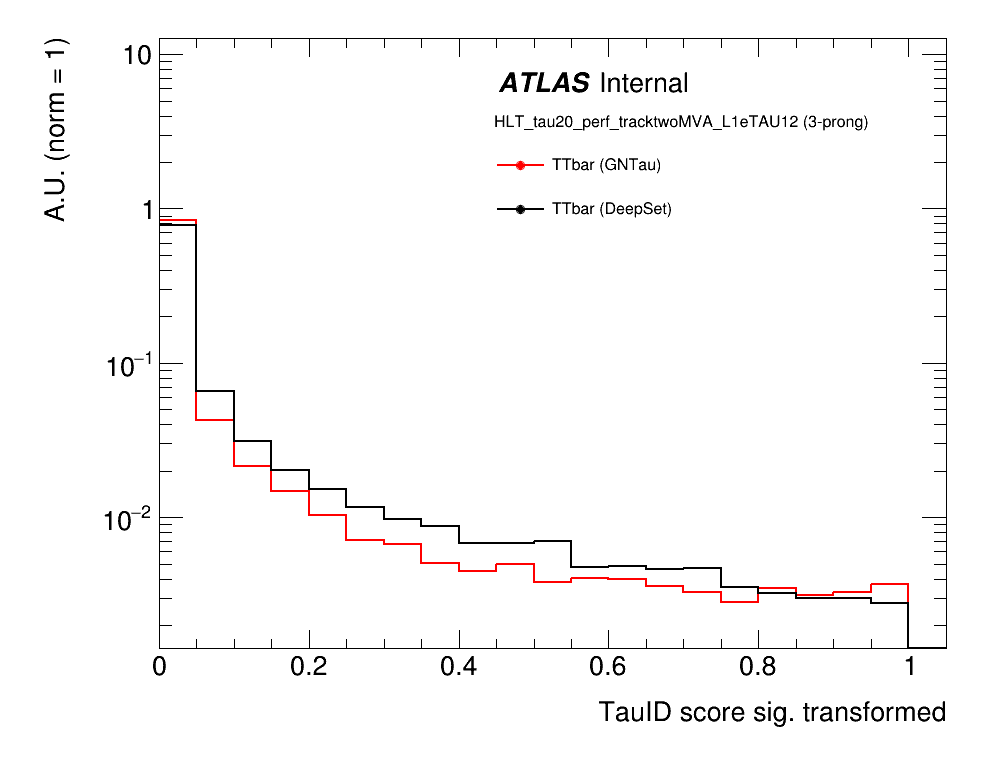 A.U. (norm = 1)
10
1
10⁻¹
10⁻²
ATLAS Internal
HLT_tau20_perf_tracktwoMVA_L1eTAU12 (3-prong)
TTbar (GNTau)
TTbar (DeepSet)
0 0.2 0.4 0.6 0.8 1
TauID score sig. transformed